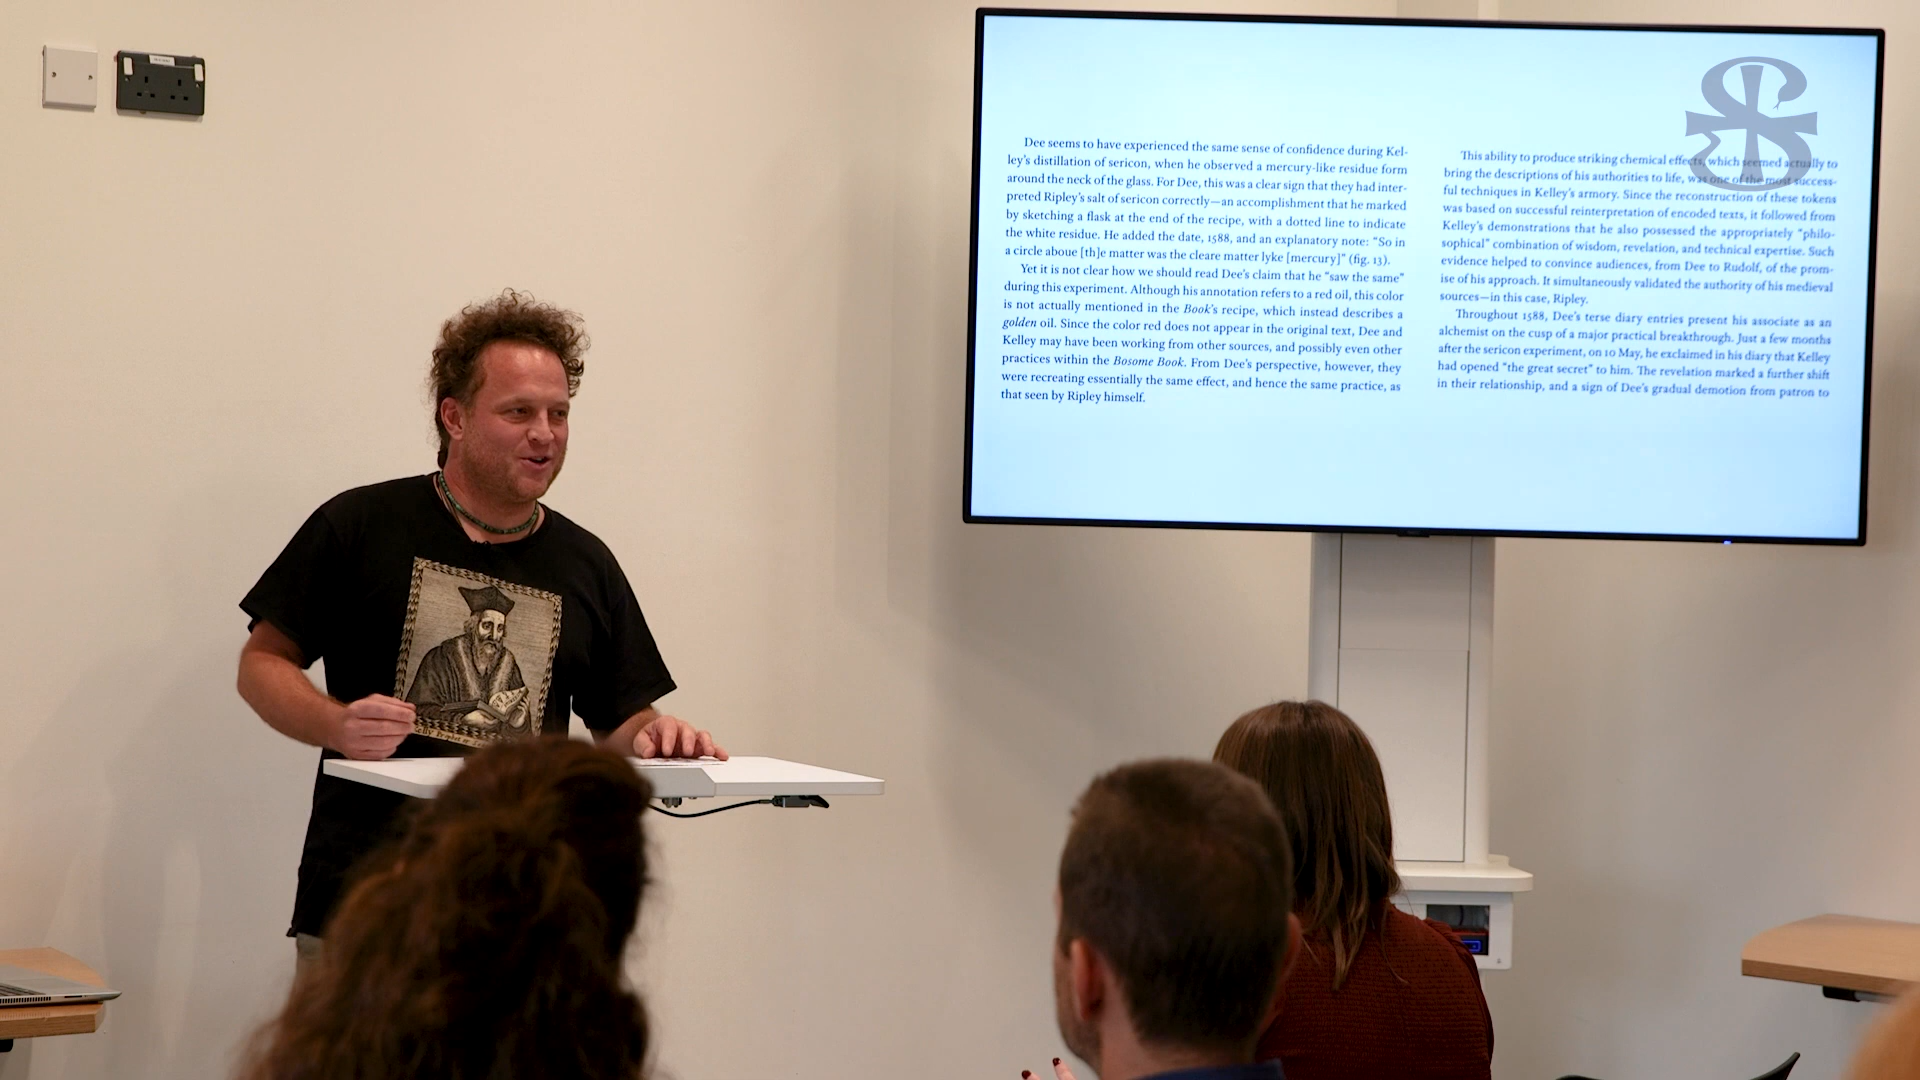 Dee seems to have experienced the same sense of confidence during Kel-
ley's distillation of sericon, when he observed a mercury-like residue form
around the neck of the glass. For Dee, this was a clear sign that they had inter-
preted Ripley's salt of sericon correctly—an accomplishment that he marked
by sketching a flask at the end of the recipe, with a dotted line to indicate
the white residue. He added the date, 1588, and an explanatory note: "So in
a circle aboue [th]e matter was the cleare matter lyke [mercury]" (fig. 13).
Yet it is not clear how we should read Dee's claim that he "saw the same"
during this experiment. Although his annotation refers to a red oil, this color
is not actually mentioned in the Book's recipe, which instead describes a
golden oil. Since the color red does not appear in the original text, Dee and
Kelley may have been working from other sources, and possibly even other
practices within the Bosome Book. From Dee's perspective, however, they
were recreating essentially the same effect, and hence the same practice, as
that seen by Ripley himself.
This ability to produce striking chemical effects, which seemed actually to
bring the descriptions of his authorities to life, was one of the most success-
ful techniques in Kelley's armory. Since the reconstruction of these tokens
was based on successful reinterpretation of encoded texts, it followed from
Kelley's demonstrations that he also possessed the appropriately "philo-
sophical" combination of wisdom, revelation, and technical expertise. Such
evidence helped to convince audiences, from Dee to Rudolf, of the prom-
ise of his approach. It simultaneously validated the authority of his medieval
sources—in this case, Ripley.
Throughout 1588, Dee's terse diary entries present his associate as an
alchemist on the cusp of a major practical breakthrough. Just a few months
after the sericon experiment, on 10 May, he exclaimed in his diary that Kelley
had opened "the great secret" to him. The revelation marked a further shift
in their relationship, and a sign of Dee's gradual demotion from patron to
Prophet or